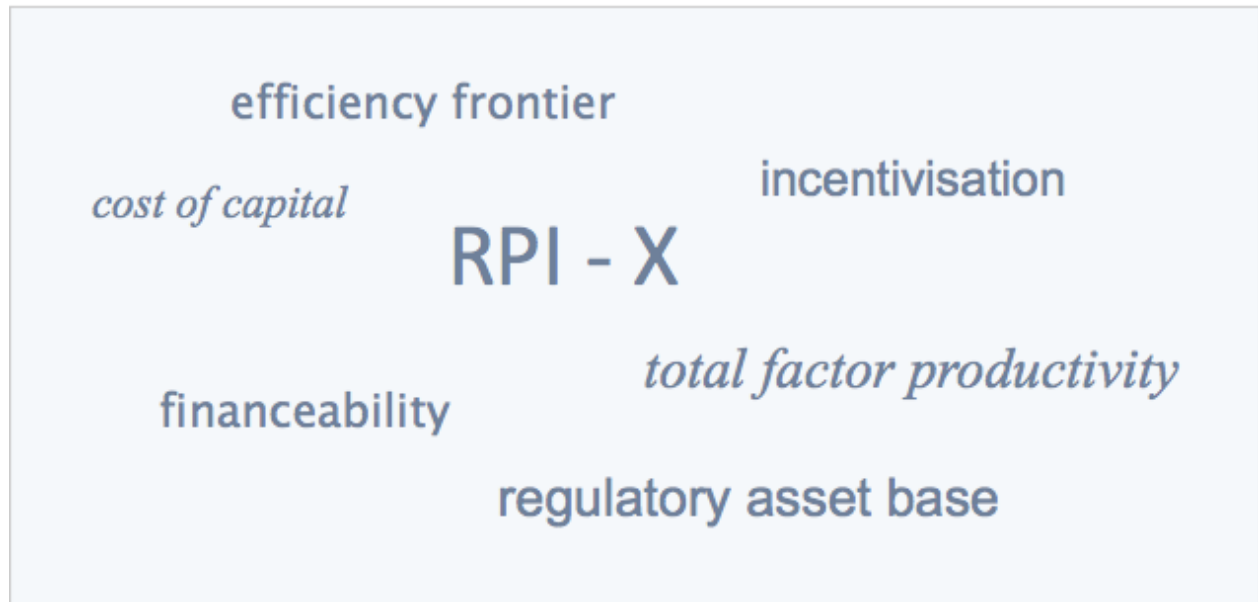 efficiency frontier
incentivisation
cost of capital
RPI - X
total factor productivity
financeability
regulatory asset base